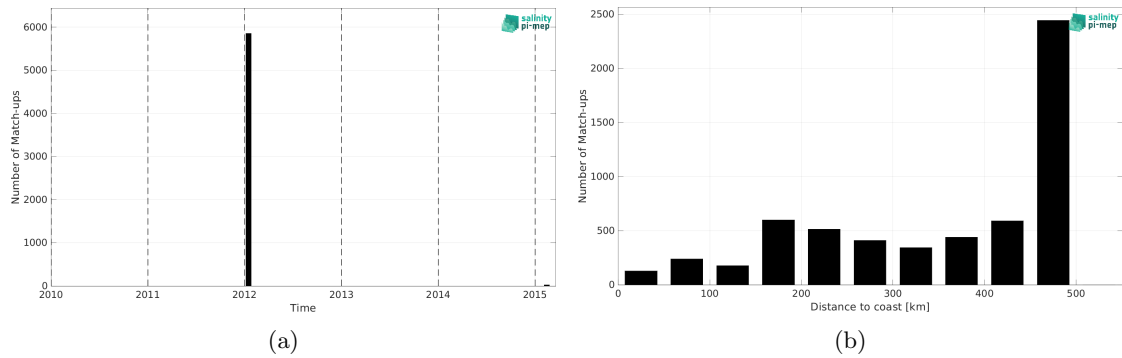 salinity
pi-mep
Number of Match-ups
6000
5000
4000
3000
2000
1000
0
2010
2011
2012
2013
2014
2015
Time
(a)
salinity
pi-mep
Number of Match-ups
2500
2000
1500
1000
500
0
0
100
200
300
400
500
Distance to coast [km]
(b)